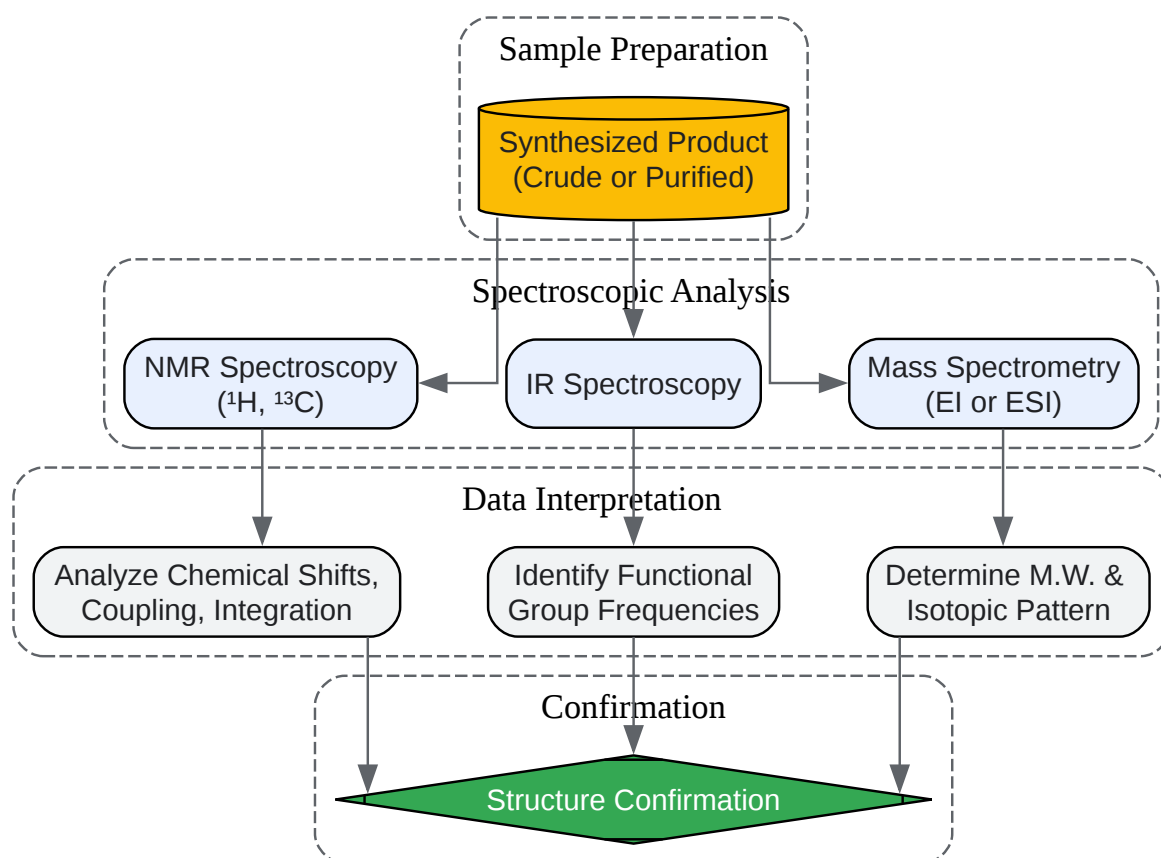 Sample Preparation
Synthesized Product
(Crude or Purified)
Spectroscopic Analysis
NMR Spectroscopy
(¹H, ¹³C)
IR Spectroscopy
Mass Spectrometry
(EI or ESI)
Data Interpretation
Analyze Chemical Shifts,
Coupling, Integration
Identify Functional
Group Frequencies
Determine M.W. &
Isotopic Pattern
Confirmation
Structure Confirmation